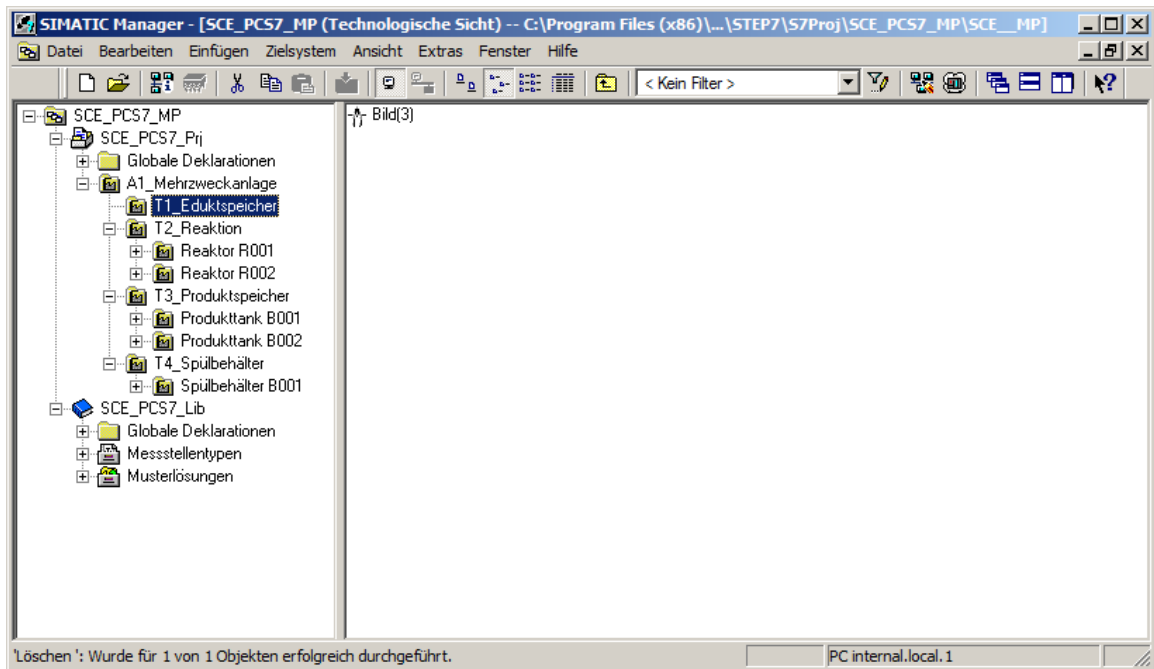 SIMATIC Manager - [SCE_PCS7_MP (Technologische Sicht) -- C:\Program Files (x86)\...\STEP7\S7Proj\SCE_PCS7_MP\SCE__MP]
Datei Bearbeiten Einfügen Zielsystem Ansicht Extras Fenster Hilfe
< Kein Filter >
SCE_PCS7_MP
SCE_PCS7_Prj
Globale Deklarationen
A1_Mehrzweckanlage
T1_Eduktspeicher
T2_Reaktion
Reaktor R001
Reaktor R002
T3_Produktspeicher
Produkttank B001
Produkttank B002
T4_Spülbehälter
Spülbehälter B001
SCE_PCS7_Lib
Globale Deklarationen
Messstellentypen
Musterlösungen
Bild(3)
'Löschen ': Wurde für 1 von 1 Objekten erfolgreich durchgeführt.
PC internal.local.1